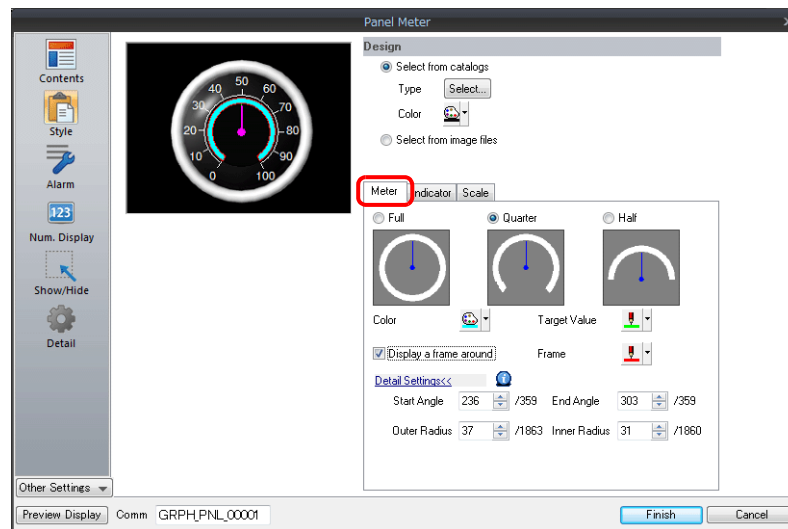 Panel Meter
Contents
Style
Alarm
123
Num. Display
Show/Hide
Detail
Other Settings
0 10 20 30 40 50 60 70 80 90 100
Design
Select from catalogs
Type Select...
Color
Select from image files
Meter Indicator Scale
Full Quarter Half
Color Target Value
Display a frame around Frame
Detail Settings<<
Start Angle 236 /359 End Angle 303 /359
Outer Radius 37 /1863 Inner Radius 31 /1860
Preview Display Comm GRPH_PNL_00001 Finish Cancel